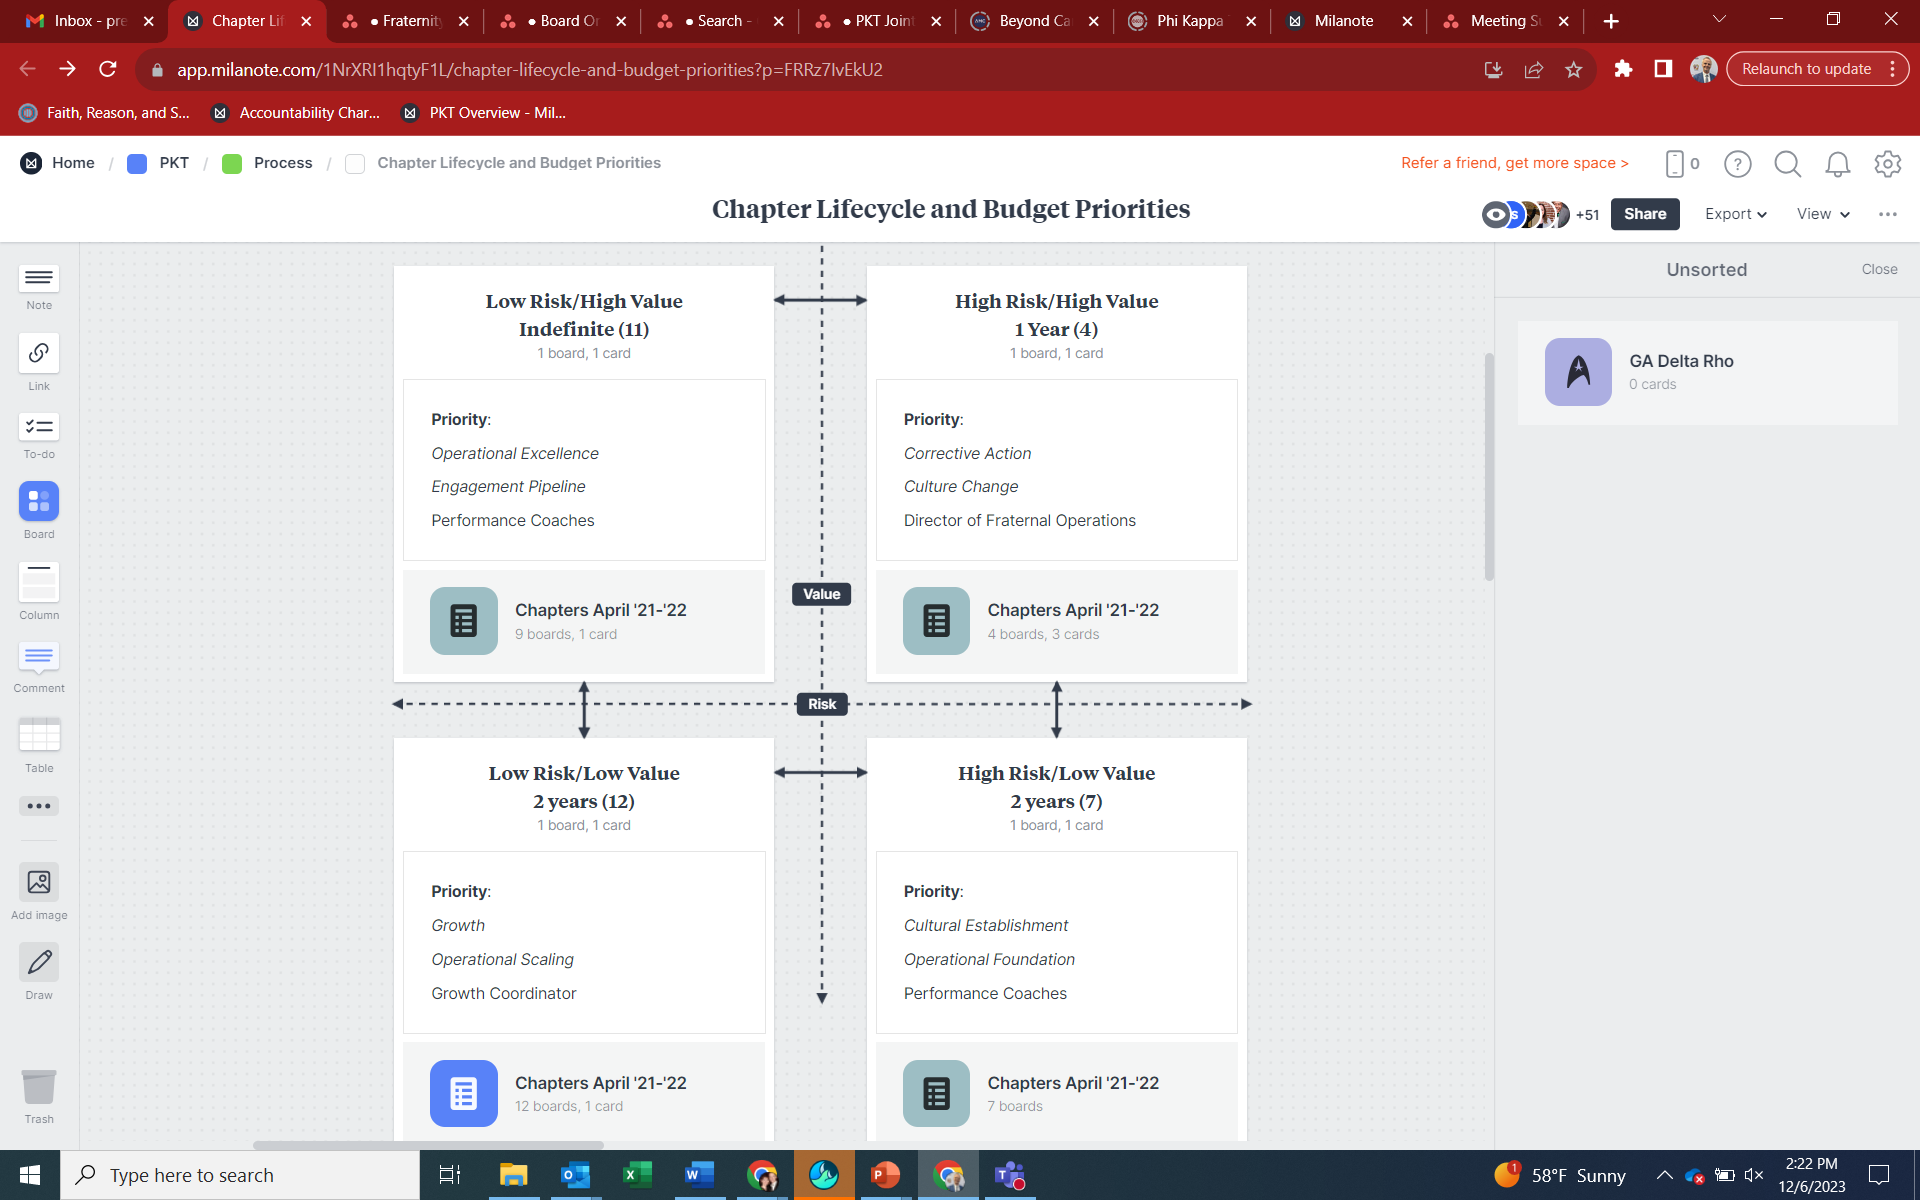 Inbox - pre
Chapter Lif
• Fraternity
• Board Or
• Search -
• PKT Joint
Beyond Ca
Phi Kappa
Milanote
Meeting Su
app.milanote.com/1NrXRI1hqtyF1L/chapter-lifecycle-and-budget-priorities?p=FRRz7IvEkU2
Relaunch to update
Faith, Reason, and S...
Accountability Char...
PKT Overview - Mil...
Home / PKT / Process / Chapter Lifecycle and Budget Priorities
Refer a friend, get more space >
0
?
Chapter Lifecycle and Budget Priorities
S
+51
Share
Export
View
Note
Link
To-do
Board
Column
Comment
Table
Add image
Draw
Trash
Low Risk/High Value
Indefinite (11)
1 board, 1 card
Priority:
Operational Excellence
Engagement Pipeline
Performance Coaches
Chapters April '21-'22
9 boards, 1 card
High Risk/High Value
1 Year (4)
1 board, 1 card
Priority:
Corrective Action
Culture Change
Director of Fraternal Operations
Chapters April '21-'22
4 boards, 3 cards
Value
Risk
Low Risk/Low Value
2 years (12)
1 board, 1 card
Priority:
Growth
Operational Scaling
Growth Coordinator
Chapters April '21-'22
12 boards, 1 card
High Risk/Low Value
2 years (7)
1 board, 1 card
Priority:
Cultural Establishment
Operational Foundation
Performance Coaches
Chapters April '21-'22
7 boards
Unsorted
Close
GA Delta Rho
0 cards
Type here to search
1
58°F Sunny
2:22 PM
12/6/2023